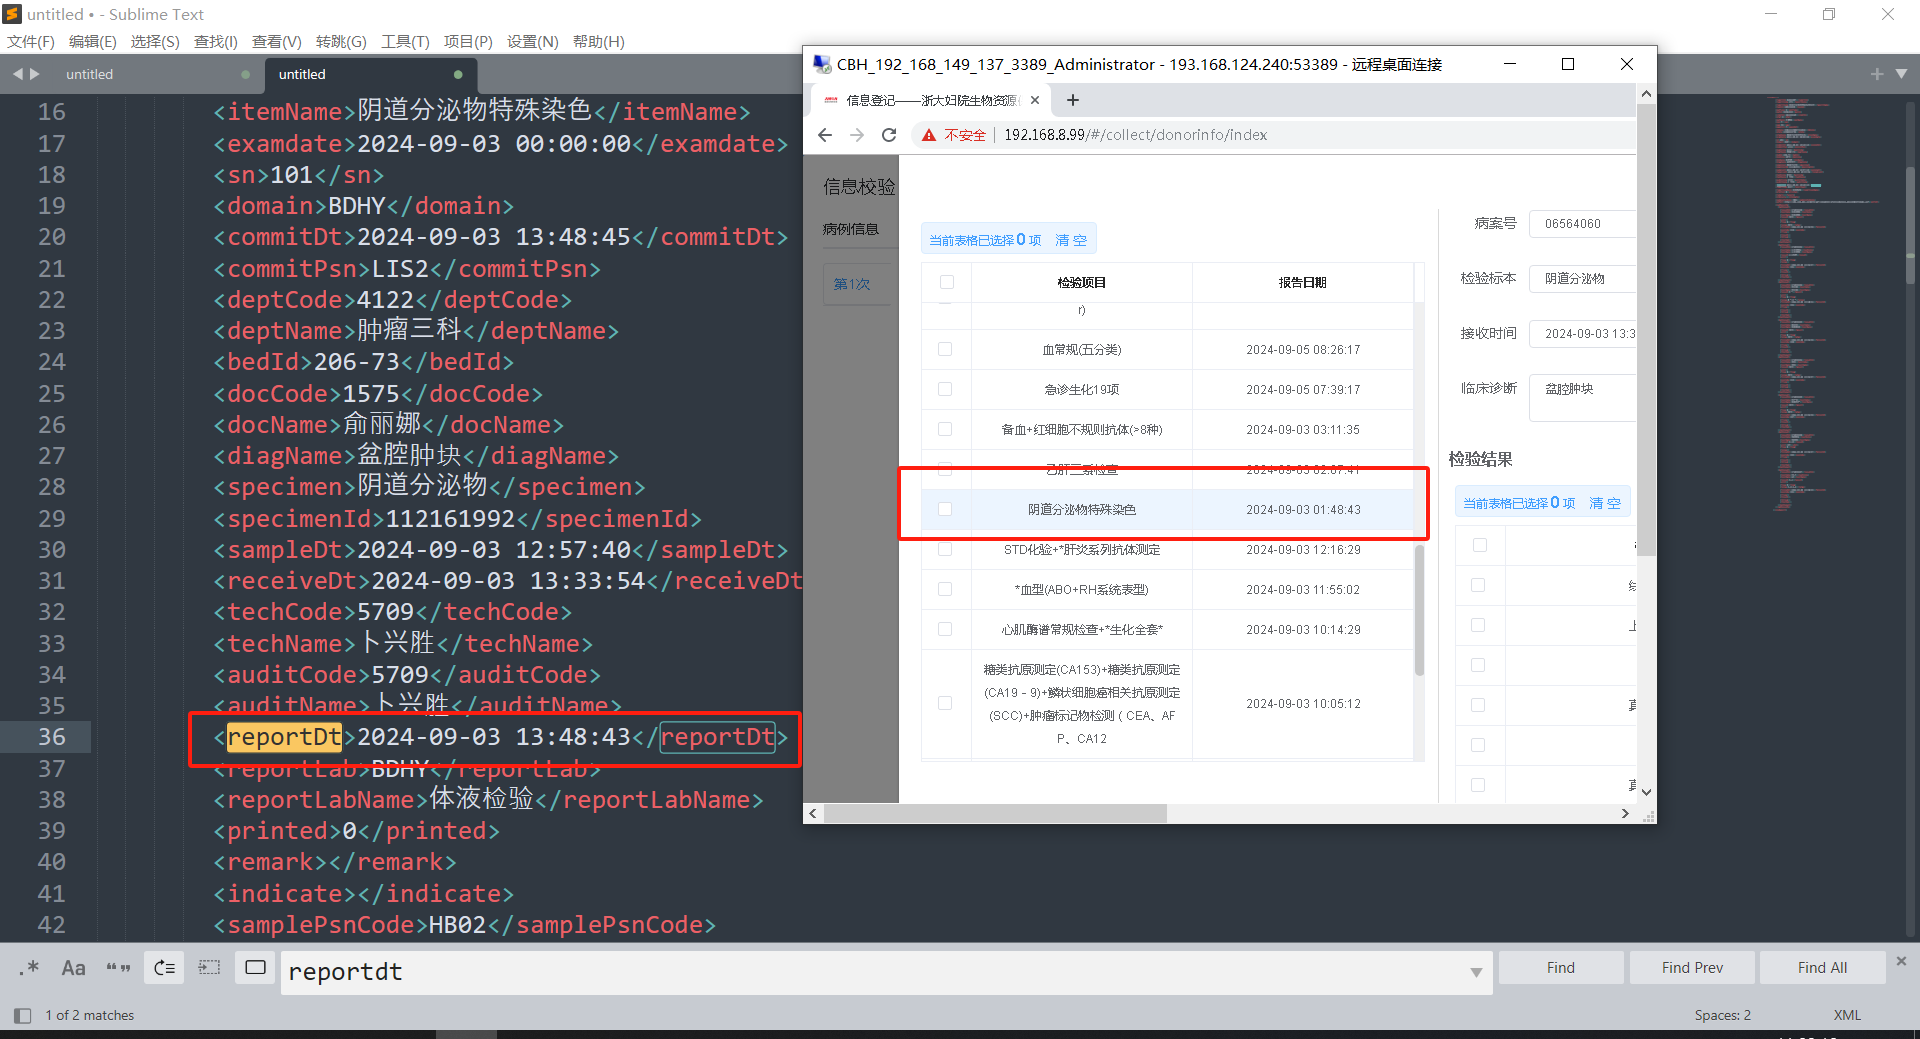 untitled • - Sublime Text
文件(F) 编辑(E) 选择(S) 查找(I) 查看(V) 转跳(G) 工具(T) 项目(P) 设置(N) 帮助(H)
untitled
untitled
16 <itemName>阴道分泌物特殊染色</itemName>
17 <examdate>2024-09-03 00:00:00</examdate>
18 <sn>101</sn>
19 <domain>BDHY</domain>
20 <commitDt>2024-09-03 13:48:45</commitDt>
21 <commitPsn>LIS2</commitPsn>
22 <deptCode>4122</deptCode>
23 <deptName>肿瘤三科</deptName>
24 <bedId>206-73</bedId>
25 <docCode>1575</docCode>
26 <docName>俞丽娜</docName>
27 <diagName>盆腔肿块</diagName>
28 <specimen>阴道分泌物</specimen>
29 <specimenId>112161992</specimenId>
30 <sampleDt>2024-09-03 12:57:40</sampleDt>
31 <receiveDt>2024-09-03 13:33:54</receiveDt
32 <techCode>5709</techCode>
33 <techName>卜兴胜</techName>
34 <auditCode>5709</auditCode>
35 <auditName>卜兴胜</auditName>
36 <reportDt>2024-09-03 13:48:43</reportDt>
37 <reportLab>BDHY</reportLab>
38 <reportLabName>体液检验</reportLabName>
39 <printed>0</printed>
40 <remark></remark>
41 <indicate></indicate>
42 <samplePsnCode>HB02</samplePsnCode>
CBH_192_168_149_137_3389_Administrator - 193.168.124.240:53389 - 远程桌面连接
信息登记——浙大妇院生物资源
不安全 | 192.168.8.99/#/collect/donorinfo/index
信息校验
病例信息
第1次
当前表格已选择 0 项 清 空
检验项目 报告日期
r)
血常规(五分类) 2024-09-05 08:26:17
急诊生化19项 2024-09-05 07:39:17
备血+红细胞不规则抗体(>8种) 2024-09-03 03:11:35
乙肝三系检查 2024-09-03 02:07:41
阴道分泌物特殊染色 2024-09-03 01:48:43
STD化验+*肝炎系列抗体测定 2024-09-03 12:16:29
*血型(ABO+RH系统表型) 2024-09-03 11:55:02
心肌酶谱常规检查+*生化全套* 2024-09-03 10:14:29
糖类抗原测定(CA153)+糖类抗原测定
(CA19－9)+鳞状细胞癌相关抗原测定
(SCC)+肿瘤标记物检测（CEA、AF
P、CA12
2024-09-03 10:05:12
病案号 06564060
检验标本 阴道分泌物
接收时间 2024-09-03 13:3
临床诊断 盆腔肿块
检验结果
当前表格已选择 0 项 清 空
上
真
真
.* Aa “” reportdt Find Find Prev Find All
1 of 2 matches Spaces: 2 XML